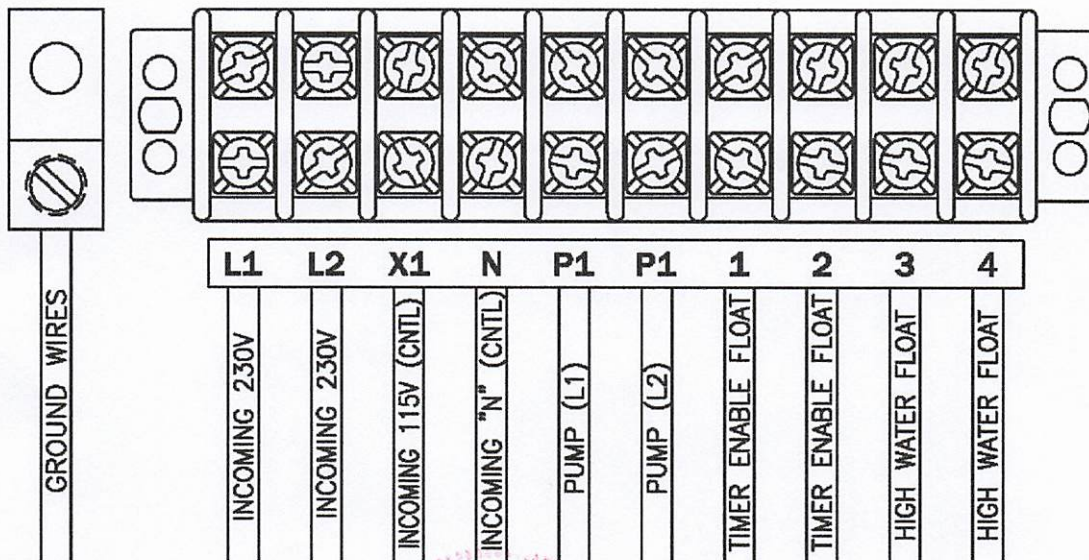 L1 L2 X1 N P1 P1 1 2 3 4
GROUND WIRES
INCOMING 230V
INCOMING 230V
INCOMING 115V (CNTL)
INCOMING "N" (CNTL)
PUMP (L1)
PUMP (L2)
TIMER ENABLE FLOAT
TIMER ENABLE FLOAT
HIGH WATER FLOAT
HIGH WATER FLOAT